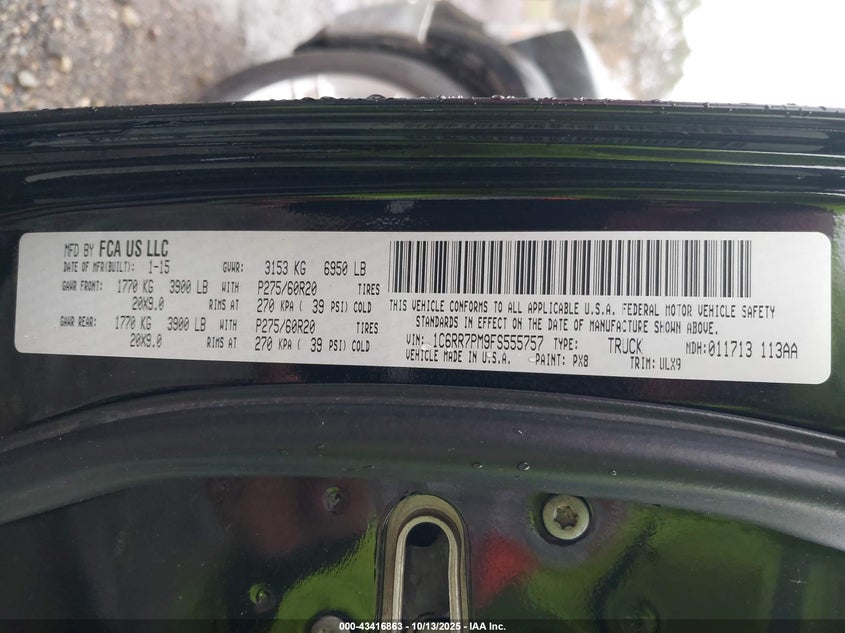 MFD BY FCA US LLC
DATE OF MFR(BUILT): 1-15 GVWR: 3153 KG 6950 LB
GAWR FRONT: 1770 KG 3900 LB WITH P275/60R20 TIRES
20X9.0 RIMS AT 270 KPA ( 39 PSI) COLD
GAWR REAR: 1770 KG 3900 LB WITH P275/60R20 TIRES
20X9.0 RIMS AT 270 KPA ( 39 PSI) COLD
THIS VEHICLE CONFORMS TO ALL APPLICABLE U.S.A. FEDERAL MOTOR VEHICLE SAFETY
STANDARDS IN EFFECT ON THE DATE OF MANUFACTURE SHOWN ABOVE.
VIN: 1C6RR7PM9FS555757 TYPE: TRUCK MDH:011713 113AA
VEHICLE MADE IN U.S.A. PAINT: PX8 TRIM: ULX9
000-43416863 - 10/13/2025 - IAA Inc.